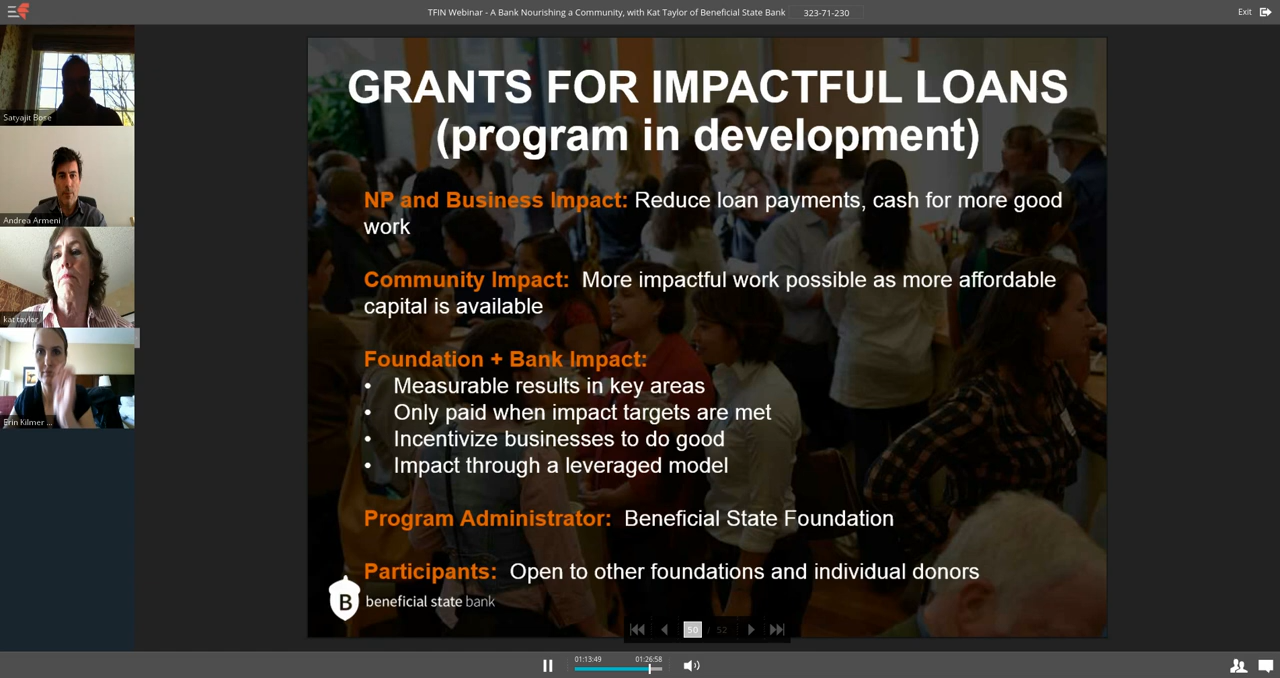 TFIN Webinar - A Bank Nourishing a Community, with Kat Taylor of Beneficial State Bank
323-71-230
Exit
Satyajit Bose
Andrea Armeni
kat taylor
Erin Kilmer ...
GRANTS FOR IMPACTFUL LOANS
(program in development)
NP and Business Impact: Reduce loan payments, cash for more good
work
Community Impact: More impactful work possible as more affordable
capital is available
Foundation + Bank Impact:
• Measurable results in key areas
• Only paid when impact targets are met
• Incentivize businesses to do good
• Impact through a leveraged model
Program Administrator: Beneficial State Foundation
Participants: Open to other foundations and individual donors
B beneficial state bank
50 / 52
01:13:49
01:26:58